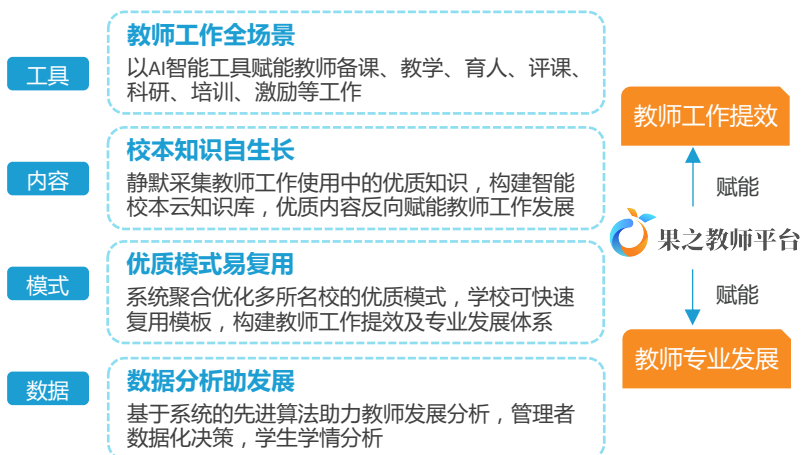 工具
教师工作全场景
以AI智能工具赋能教师备课、教学、育人、评课、
科研、培训、激励等工作
内容
校本知识自生长
静默采集教师工作使用中的优质知识，构建智能
校本云知识库，优质内容反向赋能教师工作发展
模式
优质模式易复用
系统聚合优化多所名校的优质模式，学校可快速
复用模板，构建教师工作提效及专业发展体系
数据
数据分析助发展
基于系统的先进算法助力教师发展分析，管理者
数据化决策，学生学情分析
教师工作提效
赋能
果之教师平台
赋能
教师专业发展